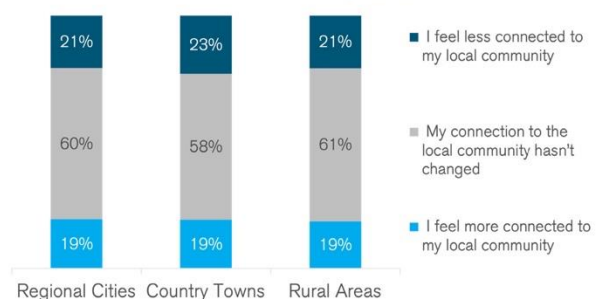 21% 23% 21%
60% 58% 61%
19% 19% 19%
Regional Cities Country Towns Rural Areas
I feel less connected to
my local community
My connection to the
local community hasn't
changed
I feel more connected to
my local community